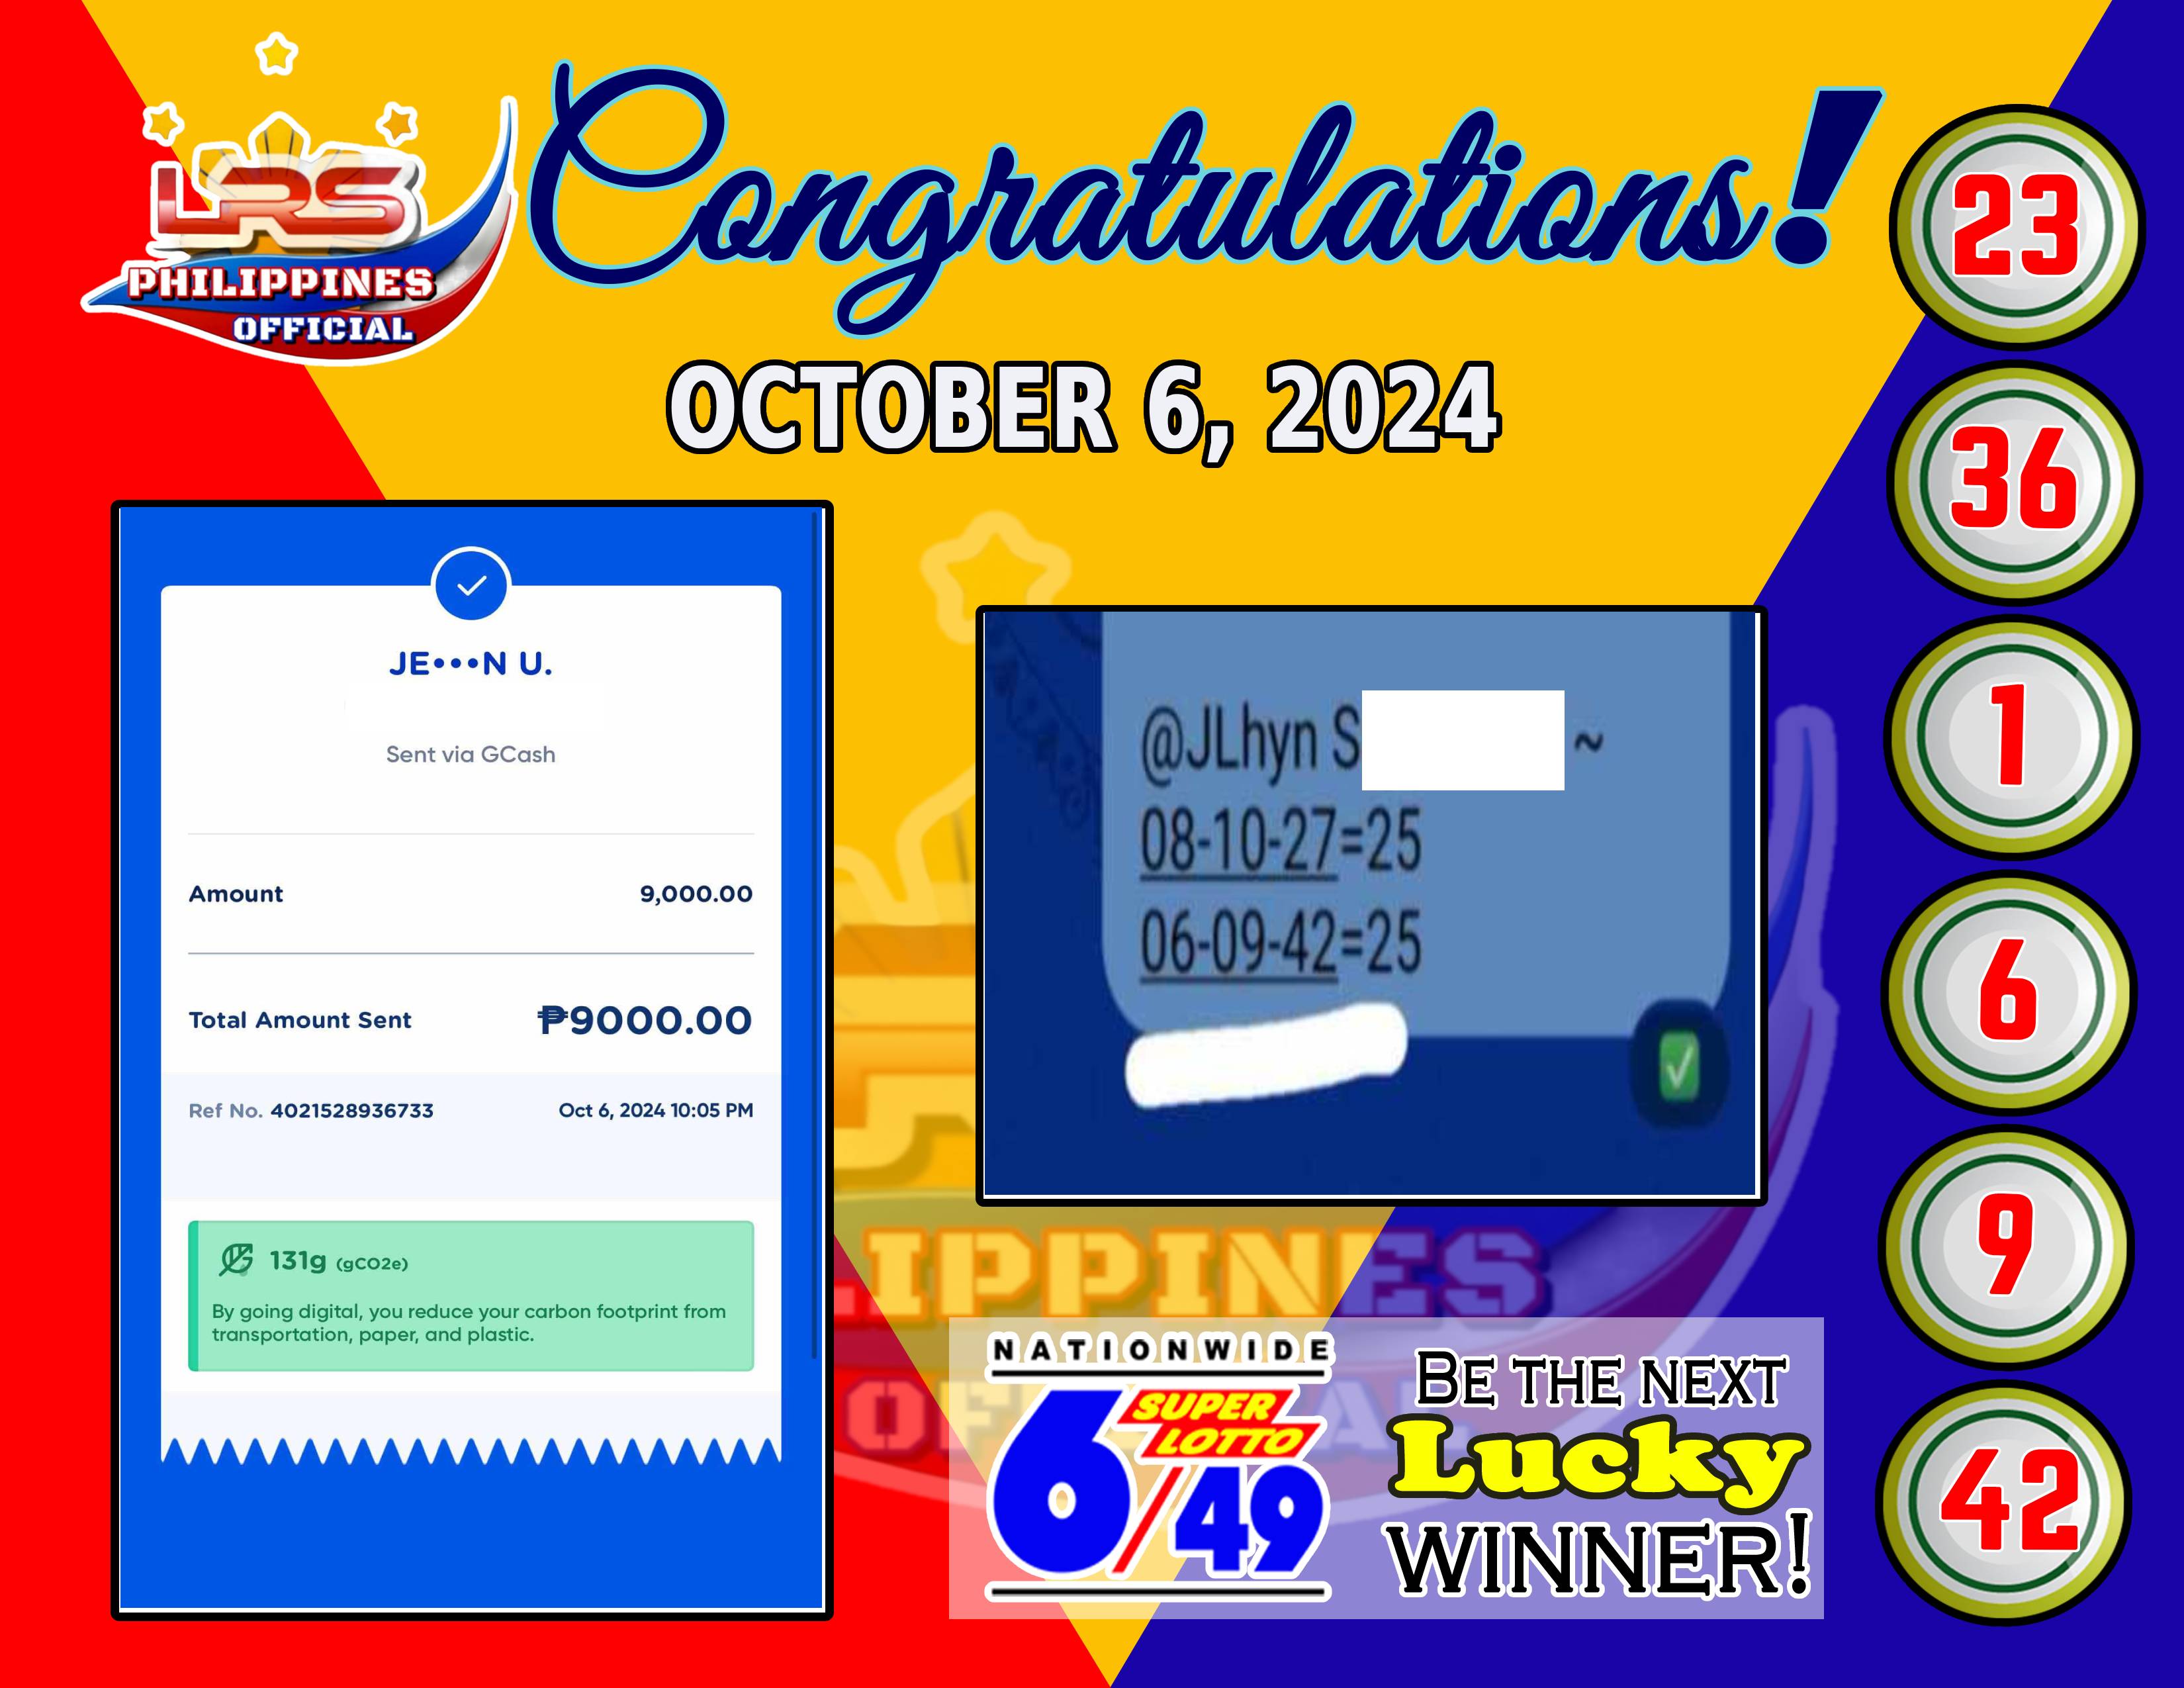 LRS
PHILIPPINES
OFFICIAL
Congratulations!
OCTOBER 6, 2024
JE•••N U.
Sent via GCash
Amount 9,000.00
Total Amount Sent ₱9000.00
Ref No. 4021528936733 Oct 6, 2024 10:05 PM
131g (gCO2e)
By going digital, you reduce your carbon footprint from
transportation, paper, and plastic.
@JLhyn S ~
08-10-27=25
06-09-42=25
NATIONWIDE
SUPER
LOTTO
6/49
BE THE NEXT
Lucky
WINNER!
23
36
1
6
9
42